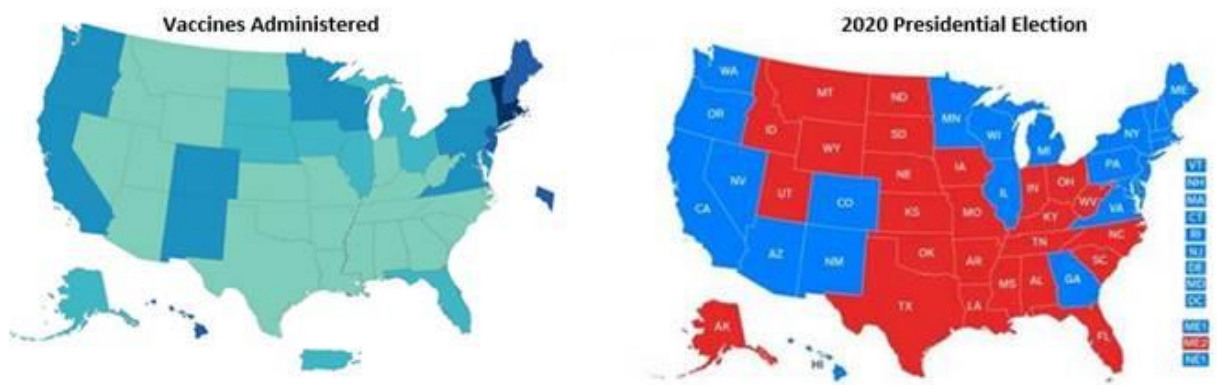 Vaccines Administered
2020 Presidential Election
WA
MT
ND
MN
ME
OR
ID
SD
WI
MI
NY
WY
IA
PA
NE
NV
UT
CO
IL
IN
OH
WV
VA
CA
KS
MO
KY
AZ
NM
OK
AR
TN
NC
SC
MS
AL
GA
TX
LA
FL
AK
HI
VT
NH
MA
CT
RI
NJ
DE
MD
DC
ME1
ME2
NE1